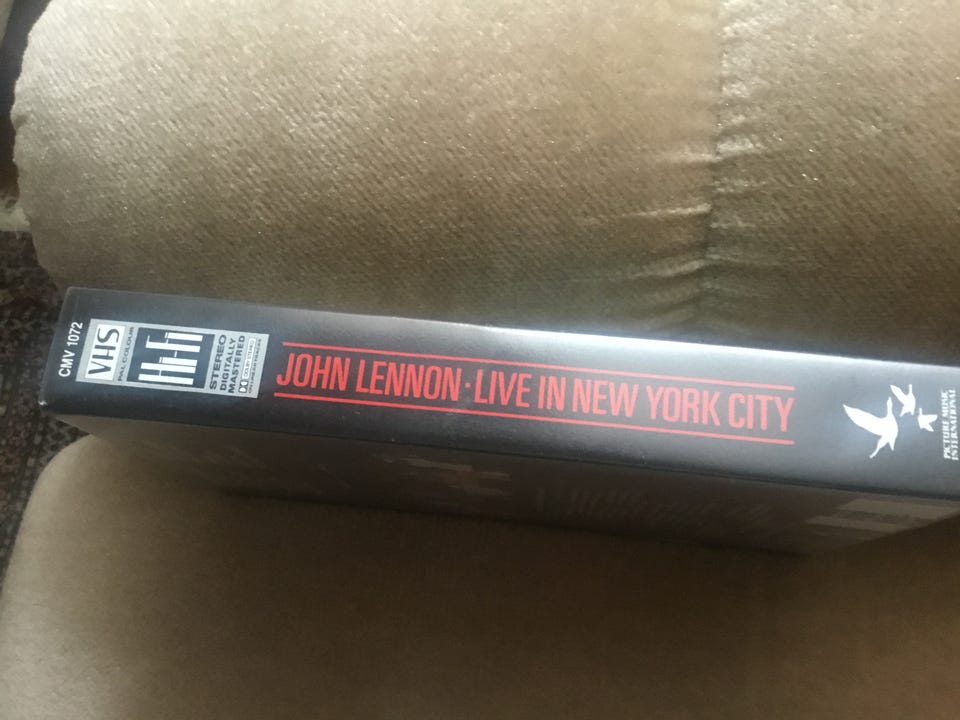 CMV 1072
VHS
PAL COLOUR
Hi-Fi
STEREO
DIGITALLY
MASTERED
JOHN LENNON·LIVE IN NEW YORK CITY
PICTURE MUSIC
INTERNATIONAL